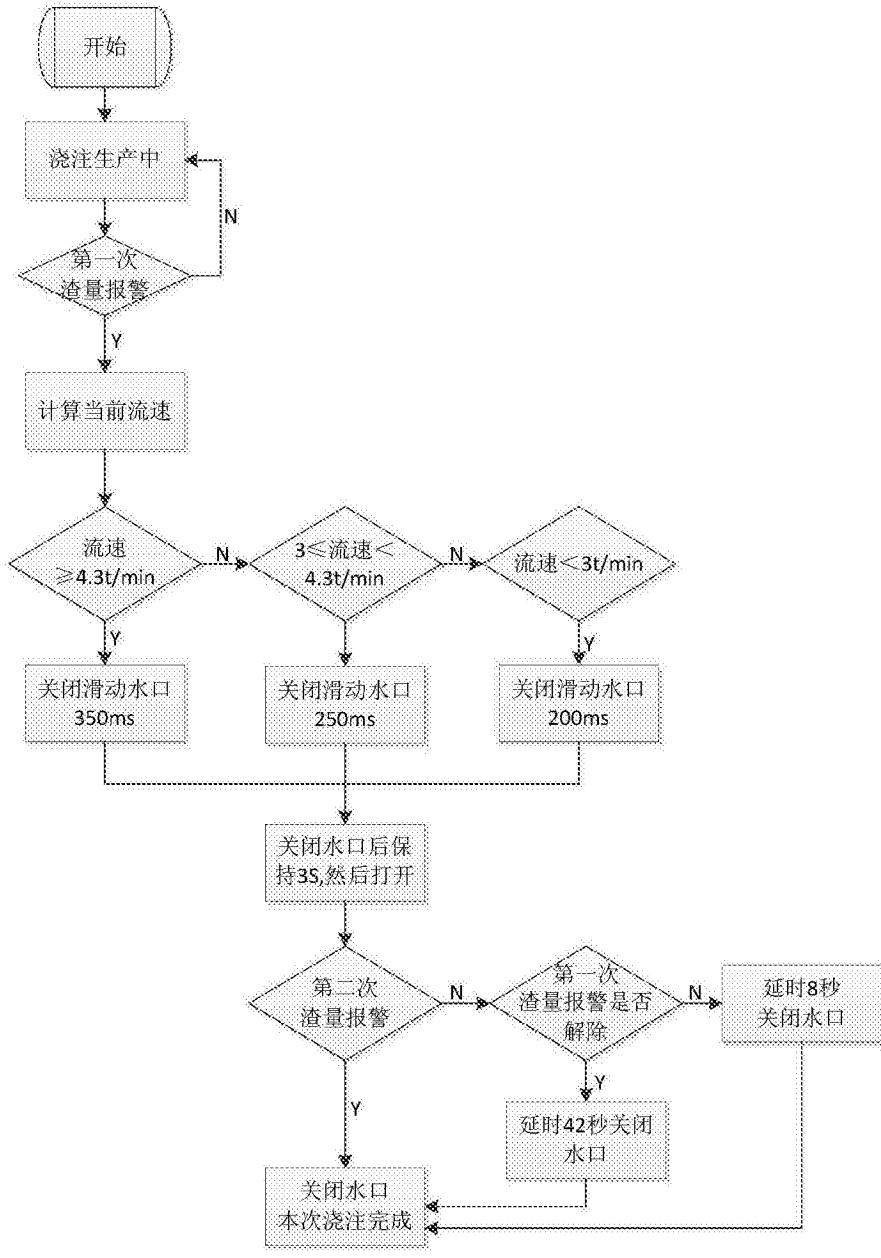 开始
浇注生产中
N
第一次
渣量报警
Y
计算当前流速
流速
≧4.3t/min
N
3≤流速＜
4.3t/min
N
流速＜3t/min
Y
Y
关闭滑动水口
350ms
关闭滑动水口
250ms
关闭滑动水口
200ms
关闭水口后保
持3S,然后打开
第二次
渣量报警
N
第一次
渣量报警是否
解除
N
延时8秒
关闭水口
Y
Y
延时42秒关闭
水口
关闭水口
本次浇注完成